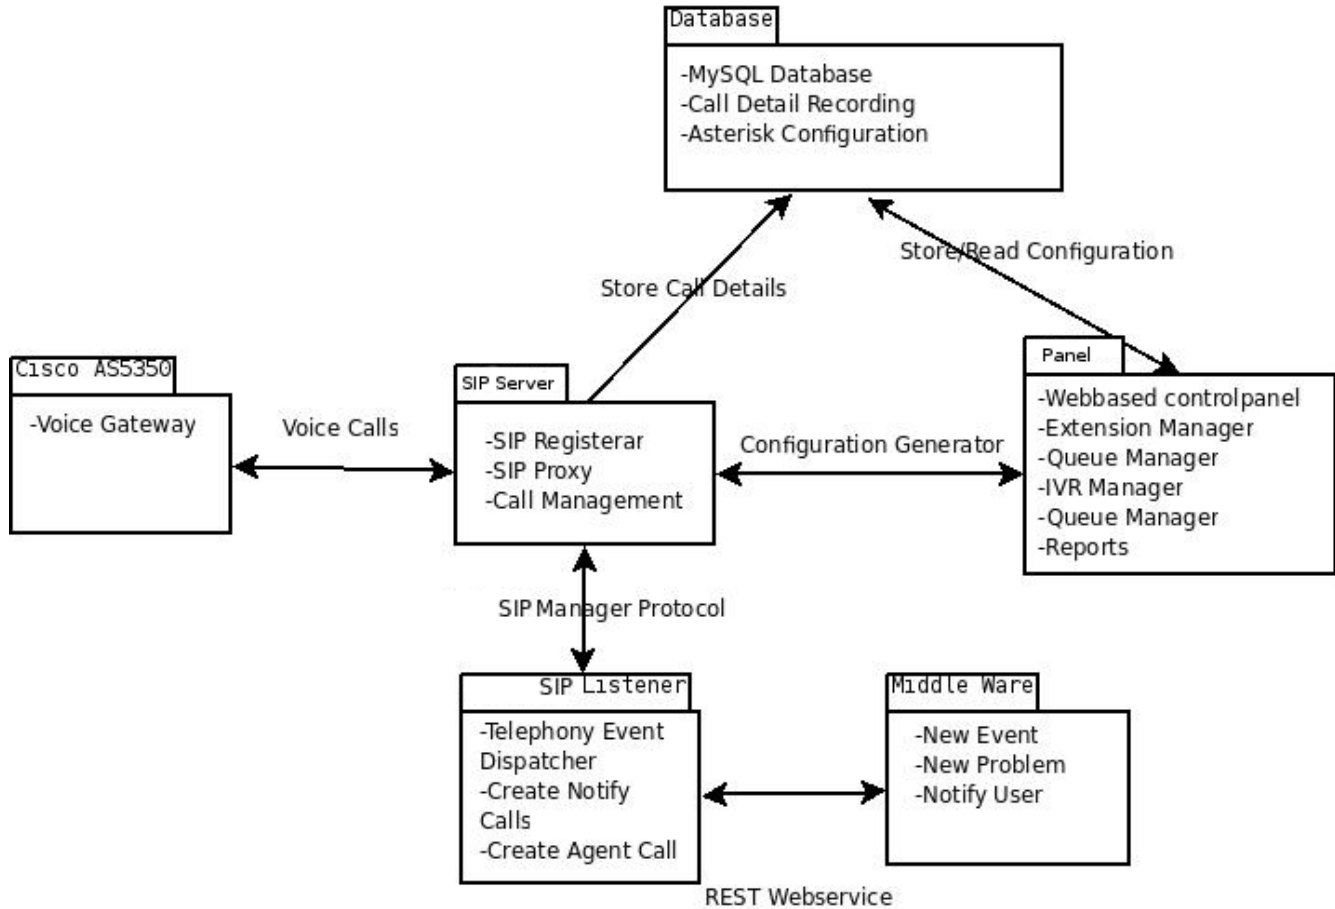 Database
-MySQL Database
-Call Detail Recording
-Asterisk Configuration
Store/Read Configuration
Store Call Details
Cisco AS5350
-Voice Gateway
Voice Calls
SIP Server
-SIP Registerar
-SIP Proxy
-Call Management
Configuration Generator
Panel
-Webbased controlpanel
-Extension Manager
-Queue Manager
-IVR Manager
-Queue Manager
-Reports
SIP Manager Protocol
SIP Listener
-Telephony Event
Dispatcher
-Create Notify
Calls
-Create Agent Call
Middle Ware
-New Event
-New Problem
-Notify User
REST Webservice